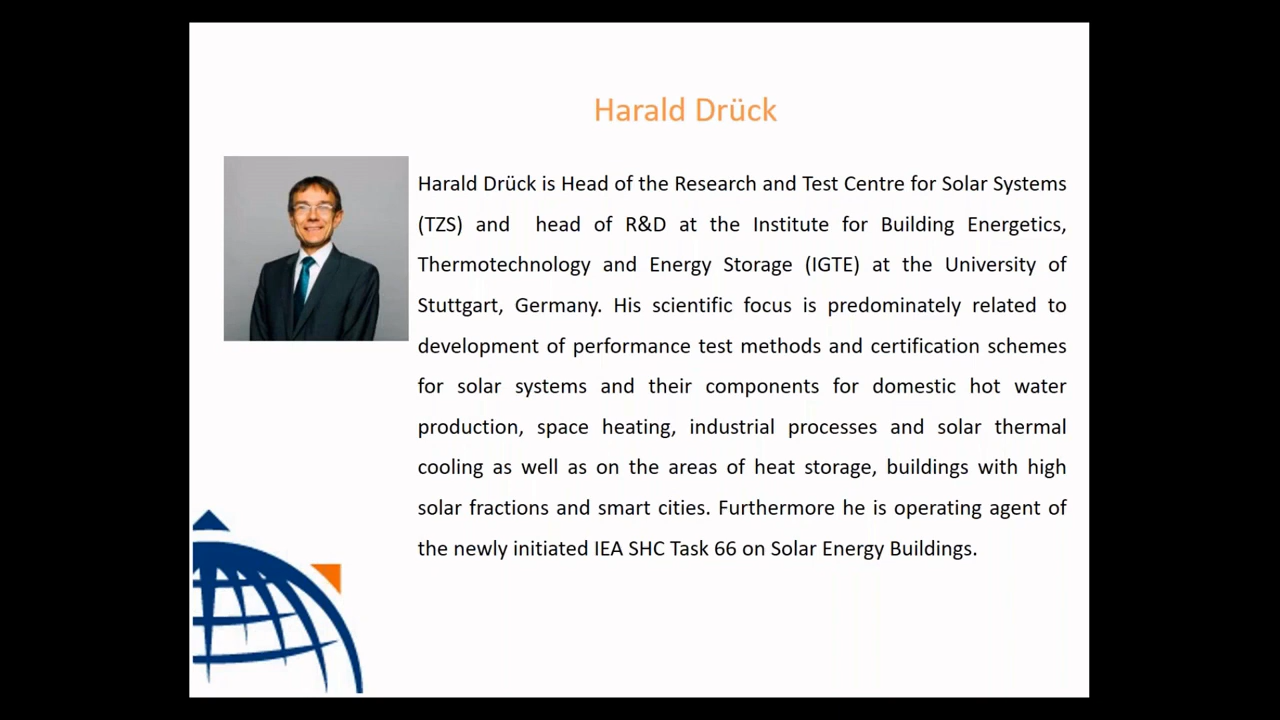 Harald Drück
Harald Drück is Head of the Research and Test Centre for Solar Systems
(TZS) and head of R&D at the Institute for Building Energetics,
Thermotechnology and Energy Storage (IGTE) at the University of
Stuttgart, Germany. His scientific focus is predominately related to
development of performance test methods and certification schemes
for solar systems and their components for domestic hot water
production, space heating, industrial processes and solar thermal
cooling as well as on the areas of heat storage, buildings with high
solar fractions and smart cities. Furthermore he is operating agent of
the newly initiated IEA SHC Task 66 on Solar Energy Buildings.